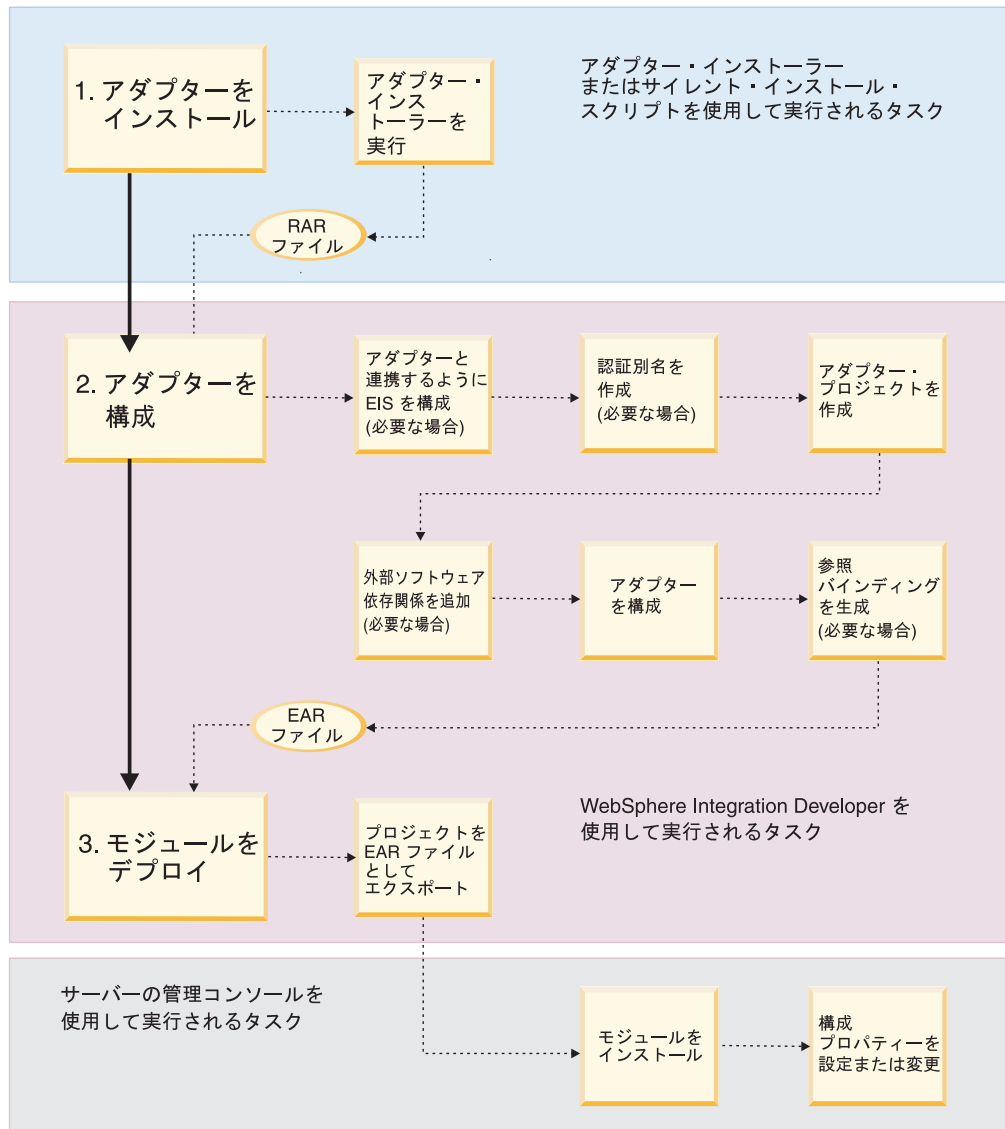 1. アダプターを
インストール
アダプター・
インス
トーラーを
実行
アダプター・インストーラー
またはサイレント・インストール・
スクリプトを使用して実行されるタスク
RAR
ファイル
2. アダプターを
構成
アダプターと
連携するように
EIS を構成
(必要な場合)
認証別名を
作成
(必要な場合)
アダプター・
プロジェクトを
作成
外部ソフトウェア
依存関係を追加
(必要な場合)
アダプター
を構成
参照
バインディング
を生成
(必要な場合)
EAR
ファイル
3. モジュールを
デプロイ
プロジェクトを
EAR ファイル
として
エクスポート
WebSphere Integration Developer を
使用して実行されるタスク
サーバーの管理コンソールを
使用して実行されるタスク
モジュールを
インストール
構成
プロパティーを
設定または変更